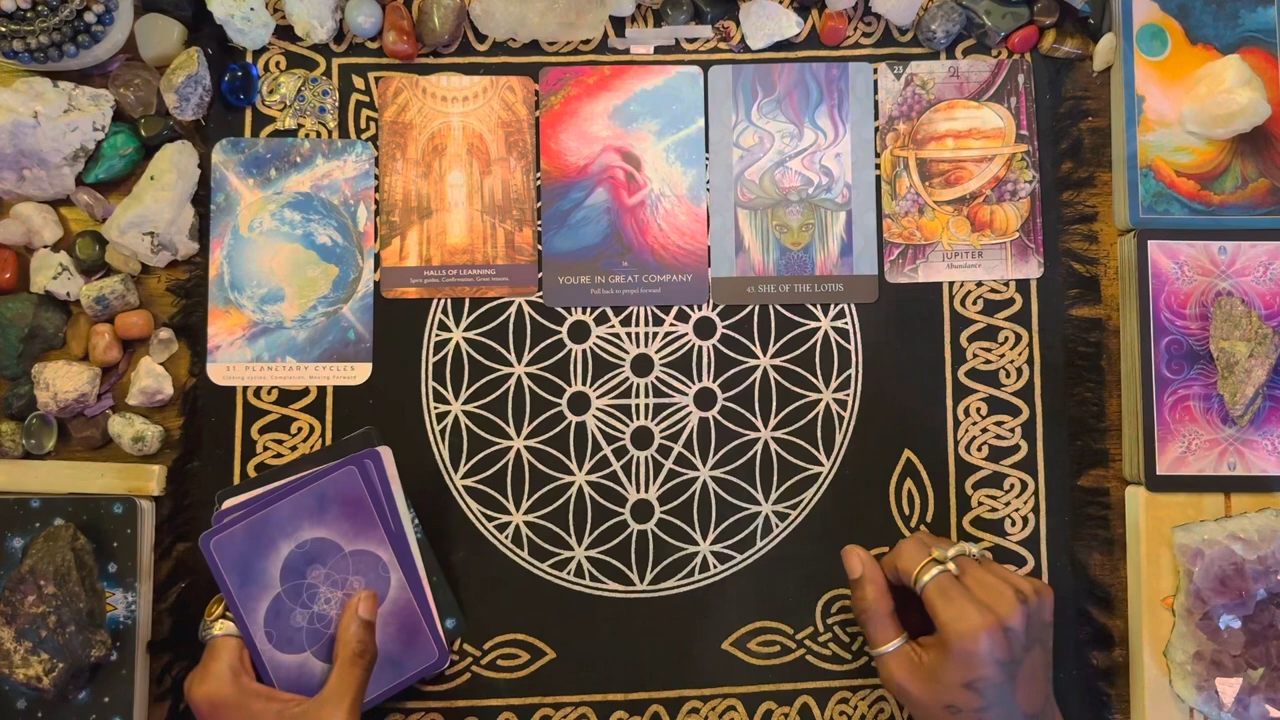 31. PLANETARY CYCLES
Closing cycles, Completion, Moving Forward
HALLS OF LEARNING
Spirit guides, Confirmation, Great lessons.
16
YOU'RE IN GREAT COMPANY
Pull back to propel forward
43. SHE OF THE LOTUS
23
JUPITER
Abundance